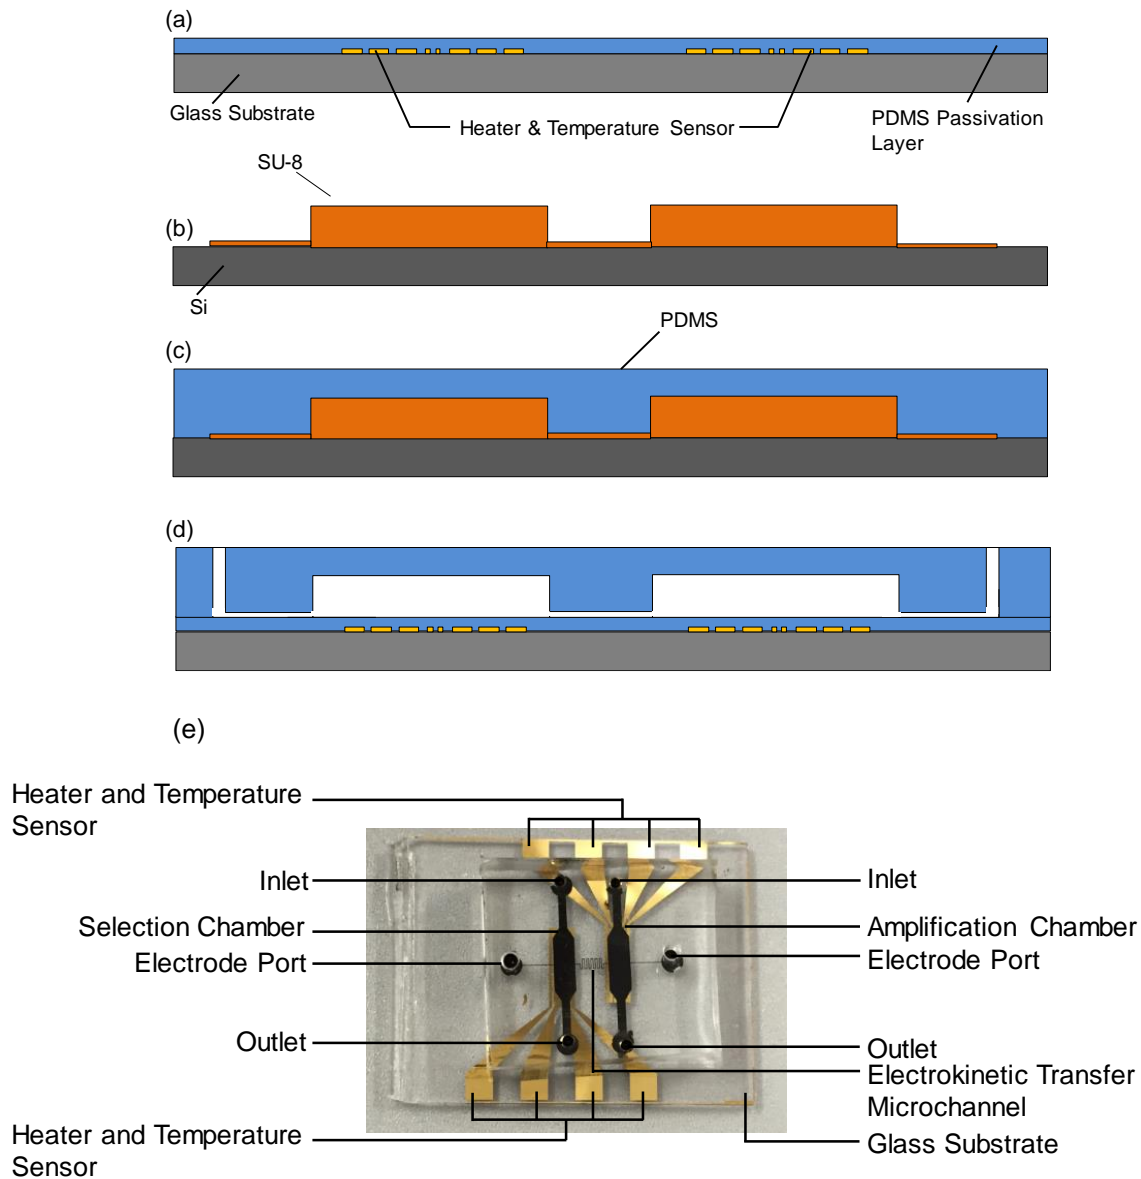 (a)
Glass Substrate
Heater & Temperature Sensor
PDMS Passivation
Layer
SU-8
(b)
Si
PDMS
(c)
(d)
(e)
Heater and Temperature
Sensor
Inlet
Inlet
Selection Chamber
Amplification Chamber
Electrode Port
Electrode Port
Outlet
Outlet
Electrokinetic Transfer
Microchannel
Heater and Temperature
Sensor
Glass Substrate